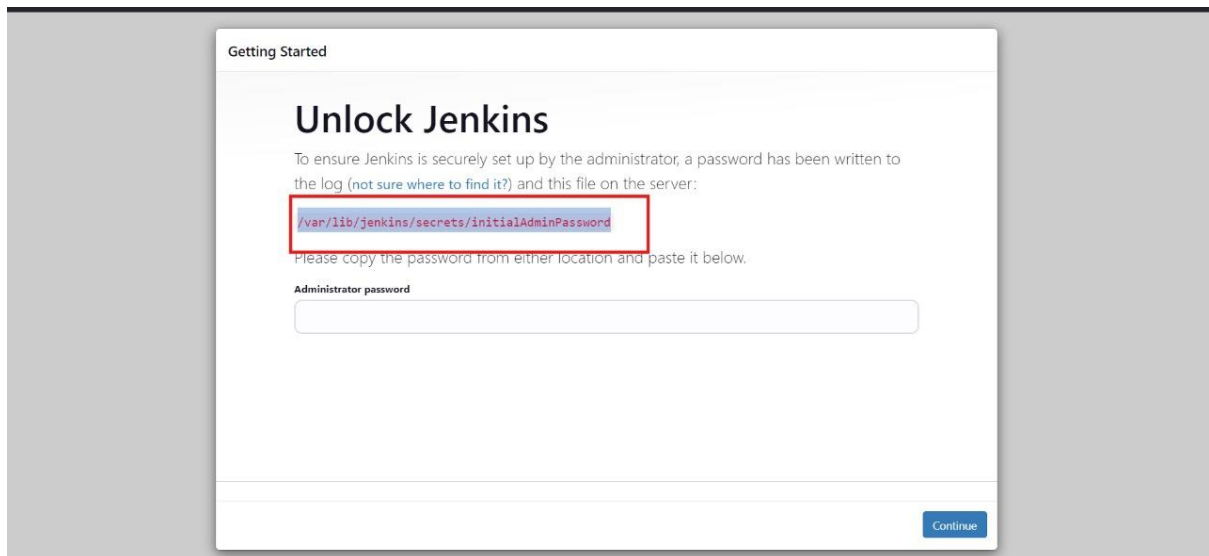 Getting Started
Unlock Jenkins
To ensure Jenkins is securely set up by the administrator, a password has been written to
the log (not sure where to find it?) and this file on the server:
/var/lib/jenkins/secrets/initialAdminPassword
Please copy the password from either location and paste it below.
Administrator password
Continue